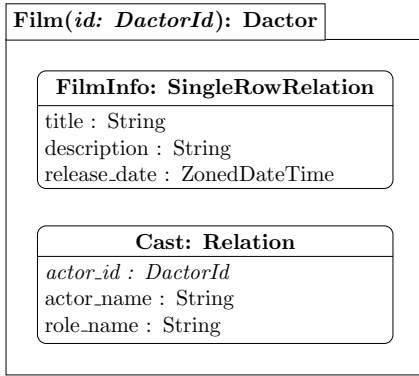 Film(id: DactorId): Dactor
FilmInfo: SingleRowRelation
title : String
description : String
release_date : ZonedDateTime
Cast: Relation
actor_id : DactorId
actor_name : String
role_name : String